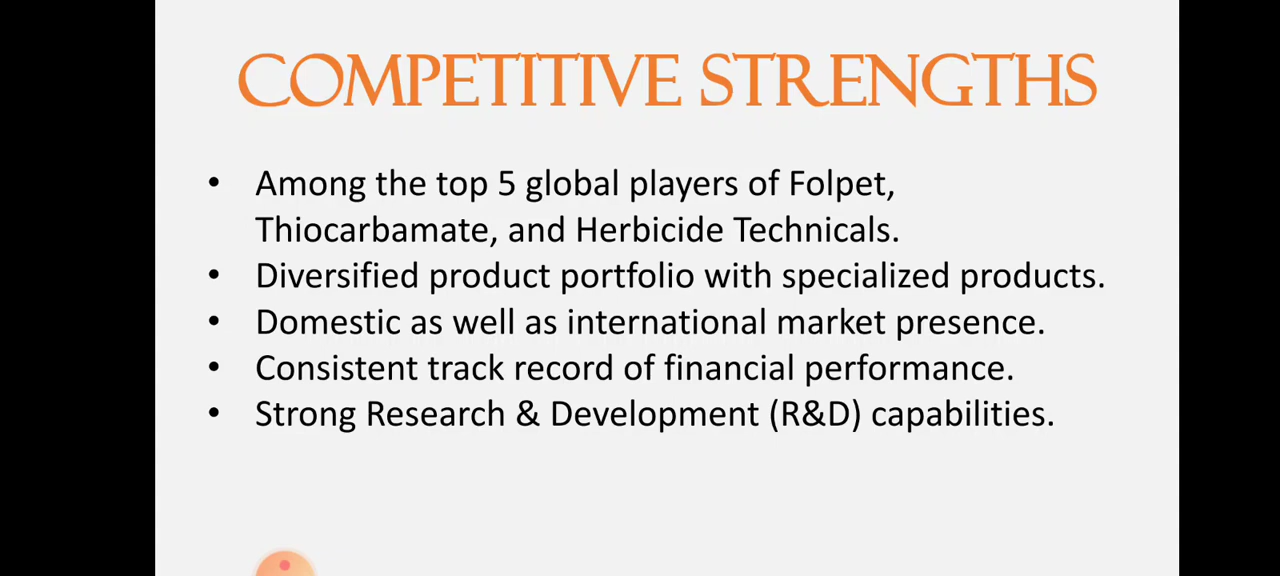 COMPETITIVE STRENGTHS
• Among the top 5 global players of Folpet,
Thiocarbamate, and Herbicide Technicals.
• Diversified product portfolio with specialized products.
• Domestic as well as international market presence.
• Consistent track record of financial performance.
• Strong Research & Development (R&D) capabilities.